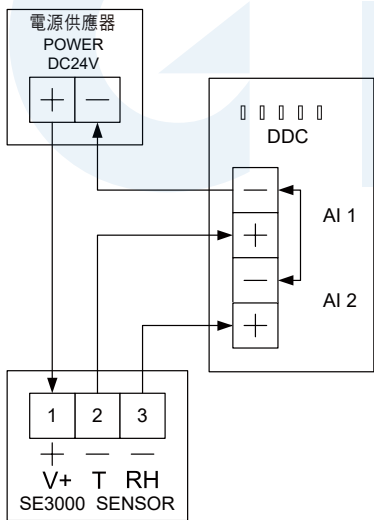 電源供應器
POWER
DC24V
+ −
DDC
−
AI 1
+
−
AI 2
+
1 2 3
+ − −
V+ T RH
SE3000 SENSOR